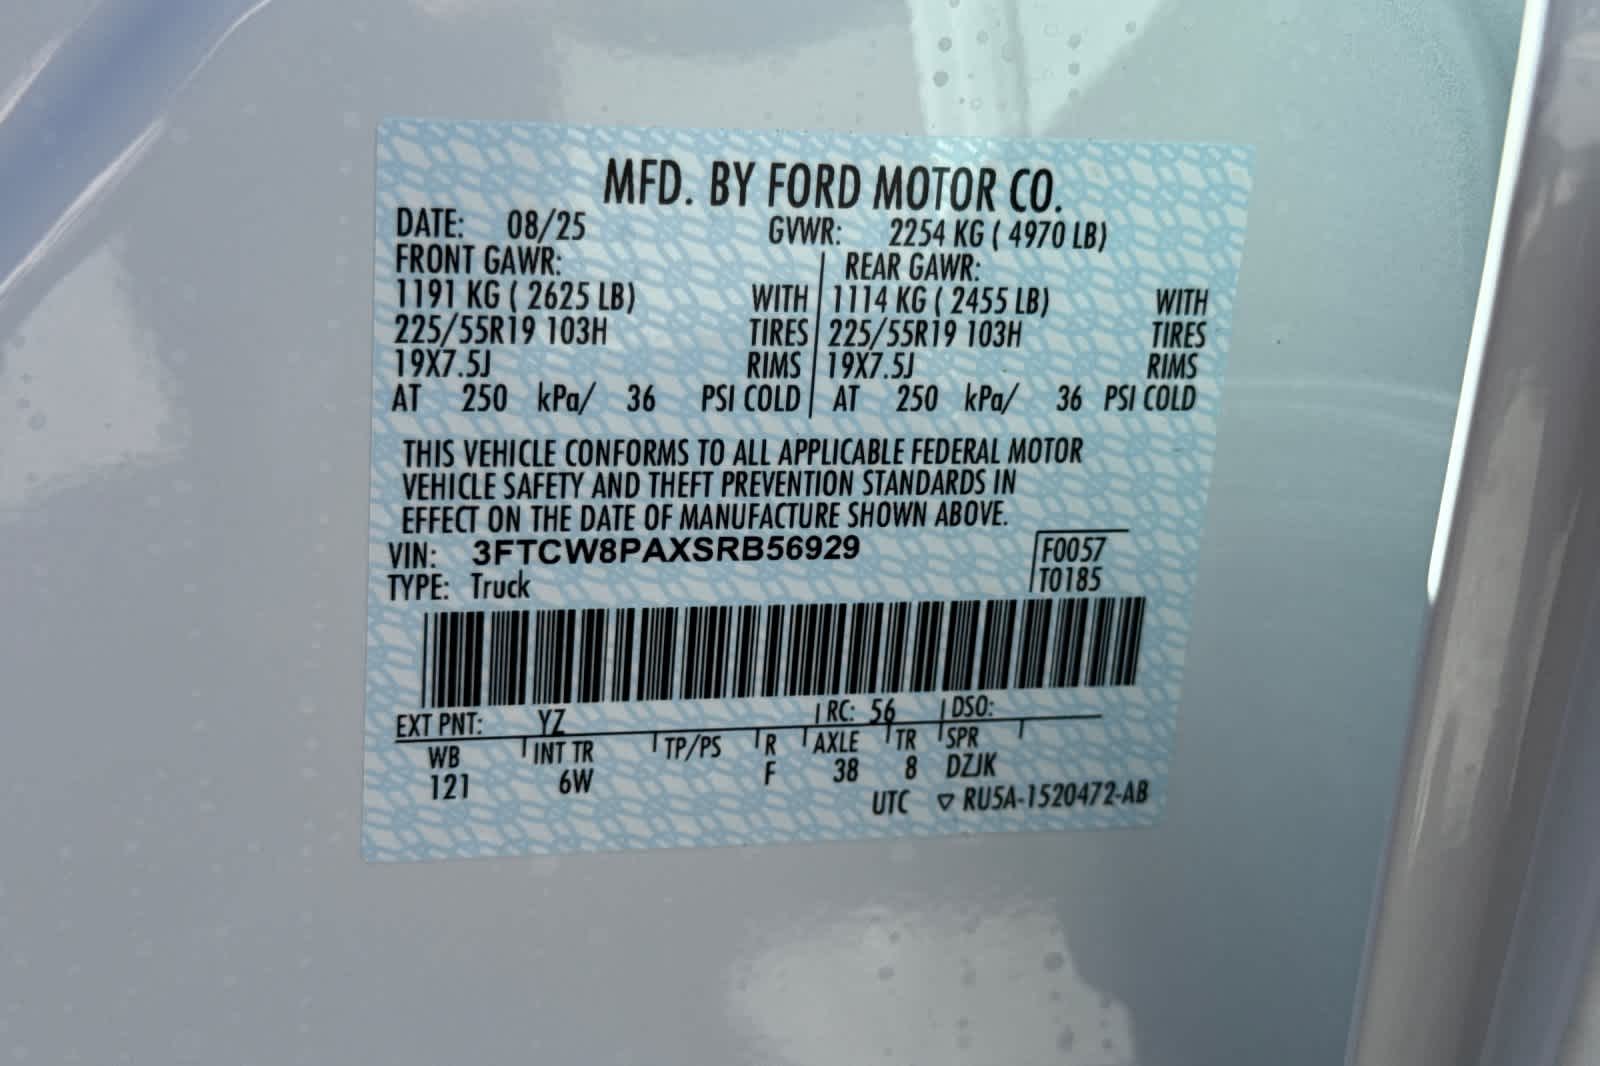 MFD. BY FORD MOTOR CO.
DATE: 08/25 GVWR: 2254 KG ( 4970 LB)
FRONT GAWR: REAR GAWR:
1191 KG ( 2625 LB) WITH 1114 KG ( 2455 LB) WITH
225/55R19 103H TIRES 225/55R19 103H TIRES
19X7.5J RIMS 19X7.5J RIMS
AT 250 kPa/ 36 PSI COLD AT 250 kPa/ 36 PSI COLD
THIS VEHICLE CONFORMS TO ALL APPLICABLE FEDERAL MOTOR
VEHICLE SAFETY AND THEFT PREVENTION STANDARDS IN
EFFECT ON THE DATE OF MANUFACTURE SHOWN ABOVE.
VIN: 3FTCW8PAXSRB56929 F0057
TYPE: Truck T0185
EXT PNT: YZ RC: 56 DSO:
WB INT TR TP/PS R AXLE TR SPR
121 6W F 38 8 DZJK
UTC ▽ RU5A-1520472-AB